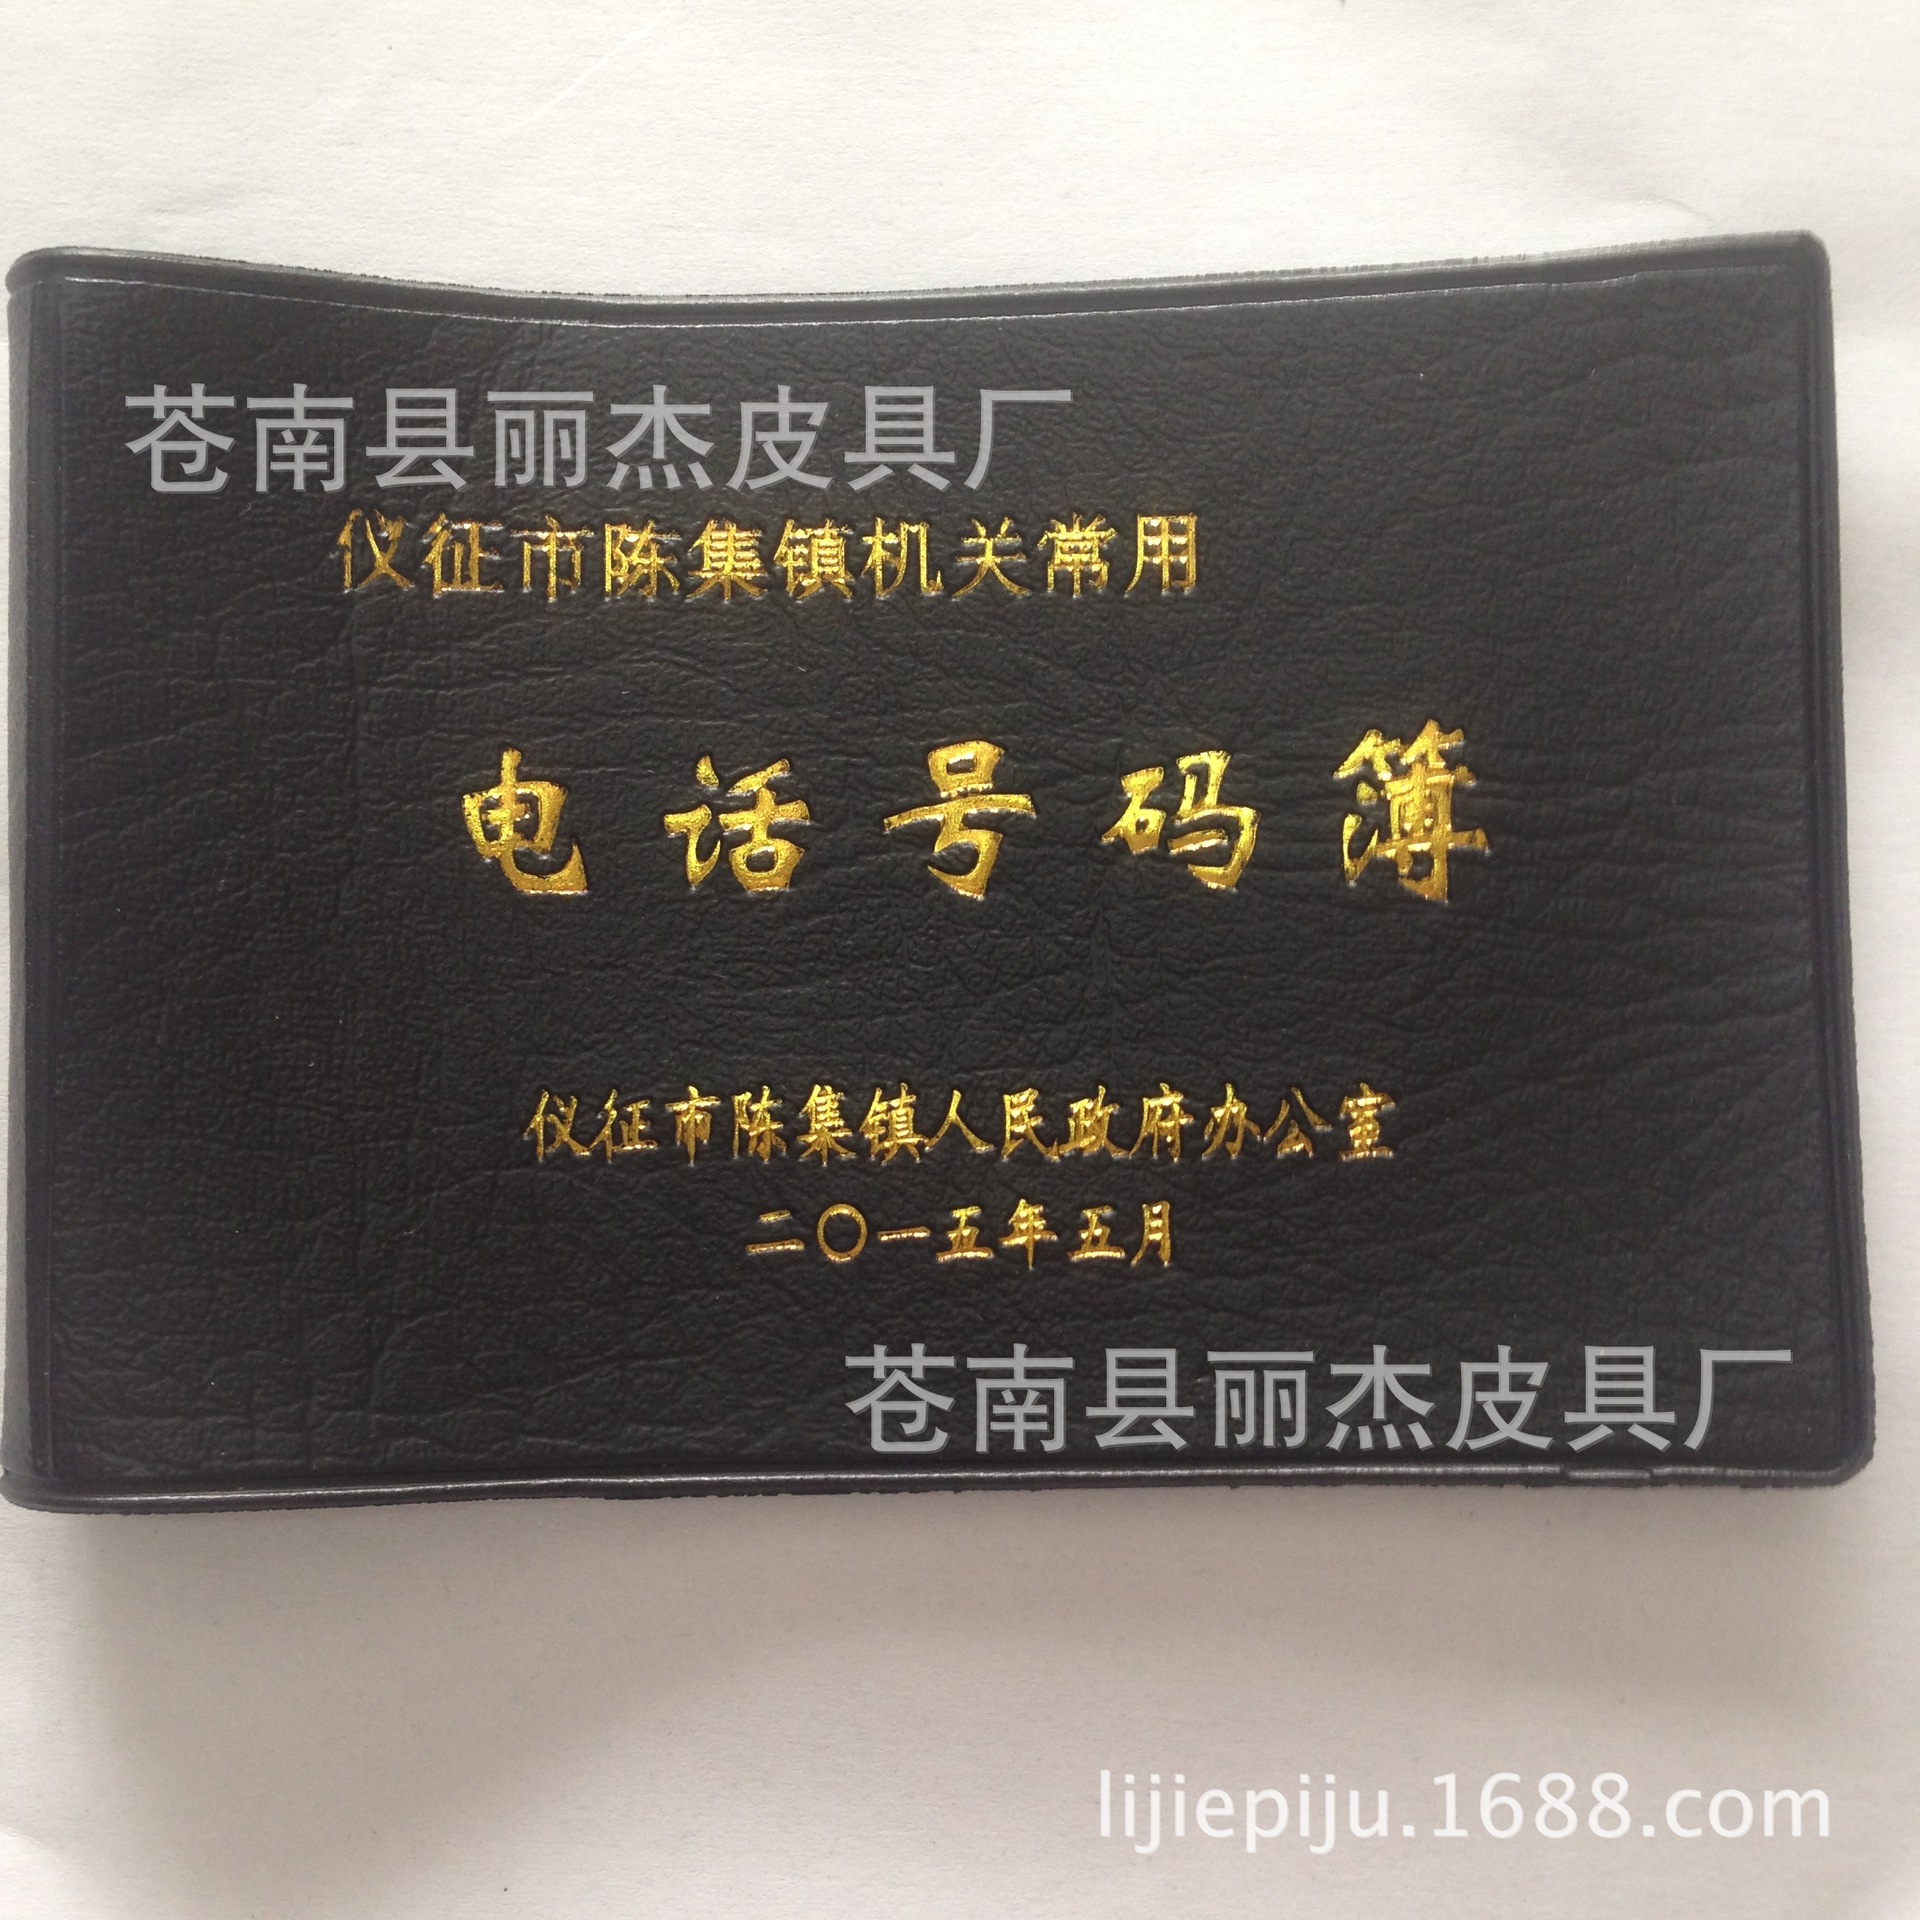 苍南县丽杰皮具厂
仪征市陈集镇机关常用
电话号码簿
仪征市陈集镇人民政府办公室
二〇一五年五月
苍南县丽杰皮具厂
lijiepiju.1688.com